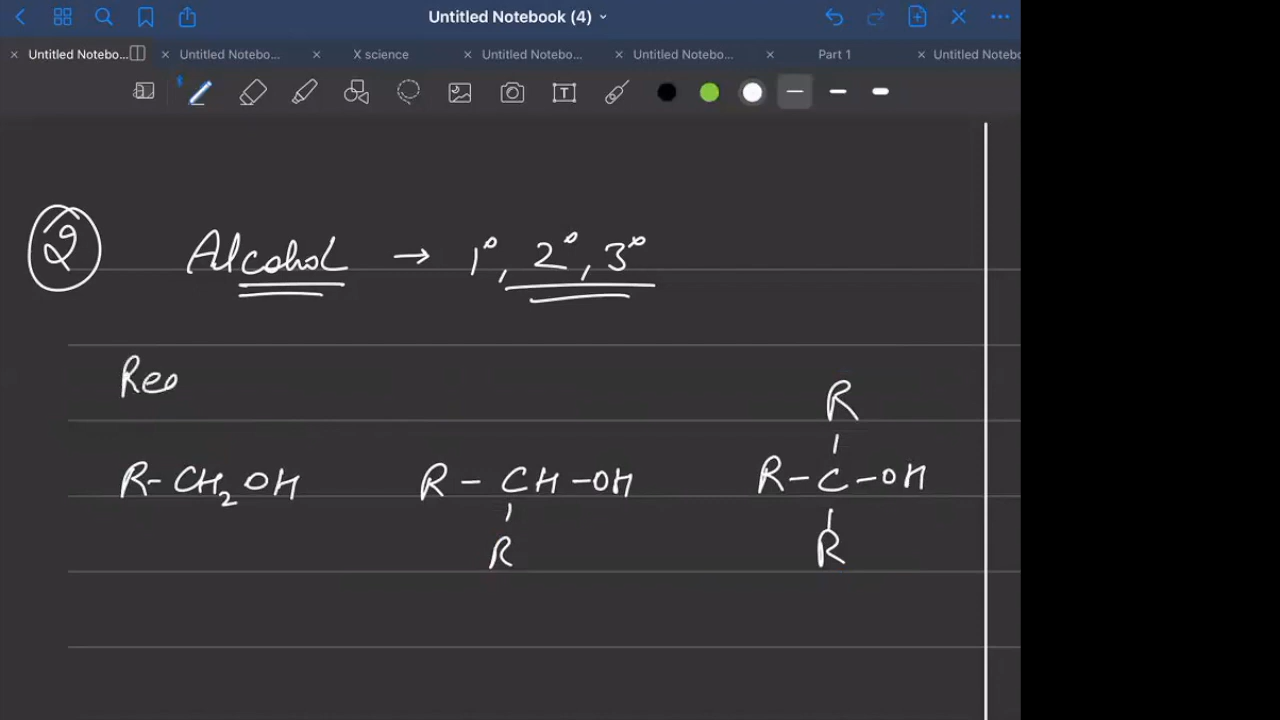 Untitled Notebook (4)
Untitled Notebo... Untitled Notebo... X science Untitled Notebo... Untitled Notebo... Part 1 Untitled Notebo
T
2 Alcohol → 1°, 2°, 3°
Rea
R
R-CH₂OH R - CH -OH R-C-OH
R R